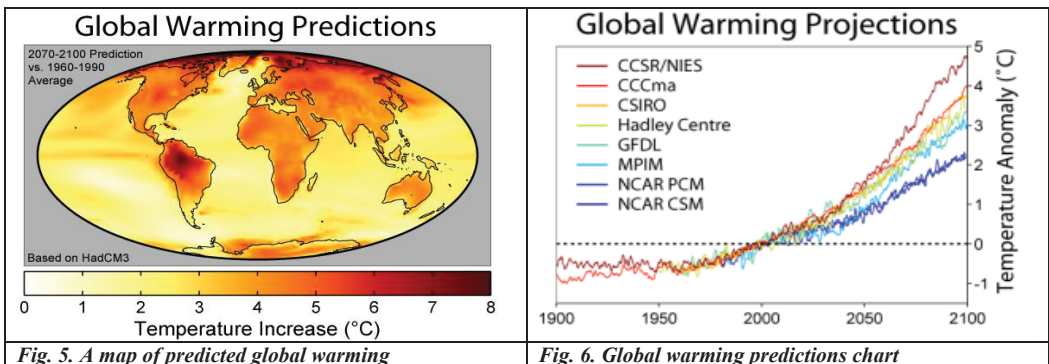 Global Warming Predictions
2070-2100 Prediction
vs. 1960-1990
Average
Based on HadCM3
0 1 2 3 4 5 6 7 8
Temperature Increase (°C)
Fig. 5. A map of predicted global warming
Global Warming Projections
CCSR/NIES
CCCma
CSIRO
Hadley Centre
GFDL
MPIM
NCAR PCM
NCAR CSM
5
4
3
2
1
0
-1
Temperature Anomaly (°C)
1900 1950 2000 2050 2100
Fig. 6. Global warming predictions chart